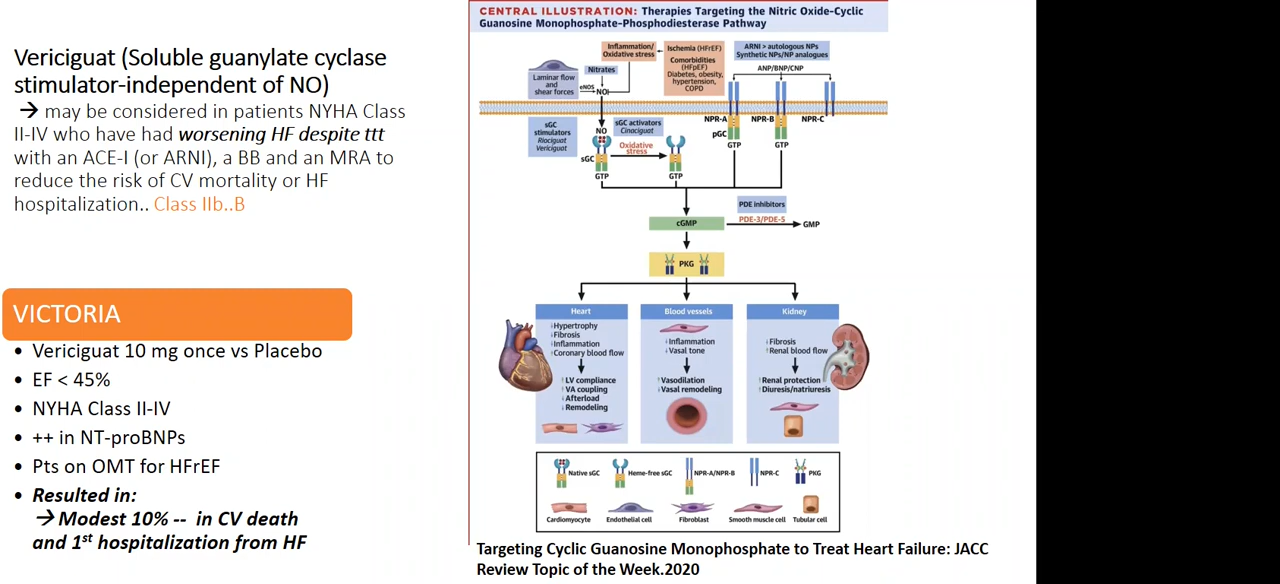 Vericiguat (Soluble guanylate cyclase
stimulator-independent of NO)
→ may be considered in patients NYHA Class
II-IV who have had worsening HF despite ttt
with an ACE-I (or ARNI), a BB and an MRA to
reduce the risk of CV mortality or HF
hospitalization.. Class IIb..B
VICTORIA
• Vericiguat 10 mg once vs Placebo
• EF < 45%
• NYHA Class II-IV
• ++ in NT-proBNPs
• Pts on OMT for HFrEF
• Resulted in:
→ Modest 10% -- in CV death
and 1st hospitalization from HF
CENTRAL ILLUSTRATION: Therapies Targeting the Nitric Oxide-Cyclic
Guanosine Monophosphate-Phosphodiesterase Pathway
Inflammation/
Oxidative stress
Ischemia (HFrEF)
Comorbidities
(HFpEF)
Diabetes, obesity,
hypertension,
COPD
ARNI > autologous NPs
Synthetic NPs/NP analogues
ANP/BNP/CNP
Nitrates
Laminar flow
and
shear forces
eNOS
NO
NPR-A
NPR-B
NPR-C
pGC
GTP
GTP
sGC
stimulators
Riociguat
Vericiguat
NO
sGC activators
Cinaciguat
Oxidative
stress
sGC
GTP
GTP
PDE inhibitors
cGMP
PDE-3/PDE-5
GMP
PKG
Heart
↓Hypertrophy
↓Fibrosis
↓Inflammation
↑Coronary blood flow
↑LV compliance
↑VA coupling
↓Afterload
↓Remodeling
Blood vessels
↓Inflammation
↓Vasal tone
↑Vasodilation
↓Vasal remodeling
Kidney
↓Fibrosis
↑Renal blood flow
↑Renal protection
↑Diuresis/natriuresis
Native sGC
Heme-free sGC
NPR-A/NPR-B
NPR-C
PKG
Cardiomyocyte
Endothelial cell
Fibroblast
Smooth muscle cell
Tubular cell
Targeting Cyclic Guanosine Monophosphate to Treat Heart Failure: JACC
Review Topic of the Week.2020